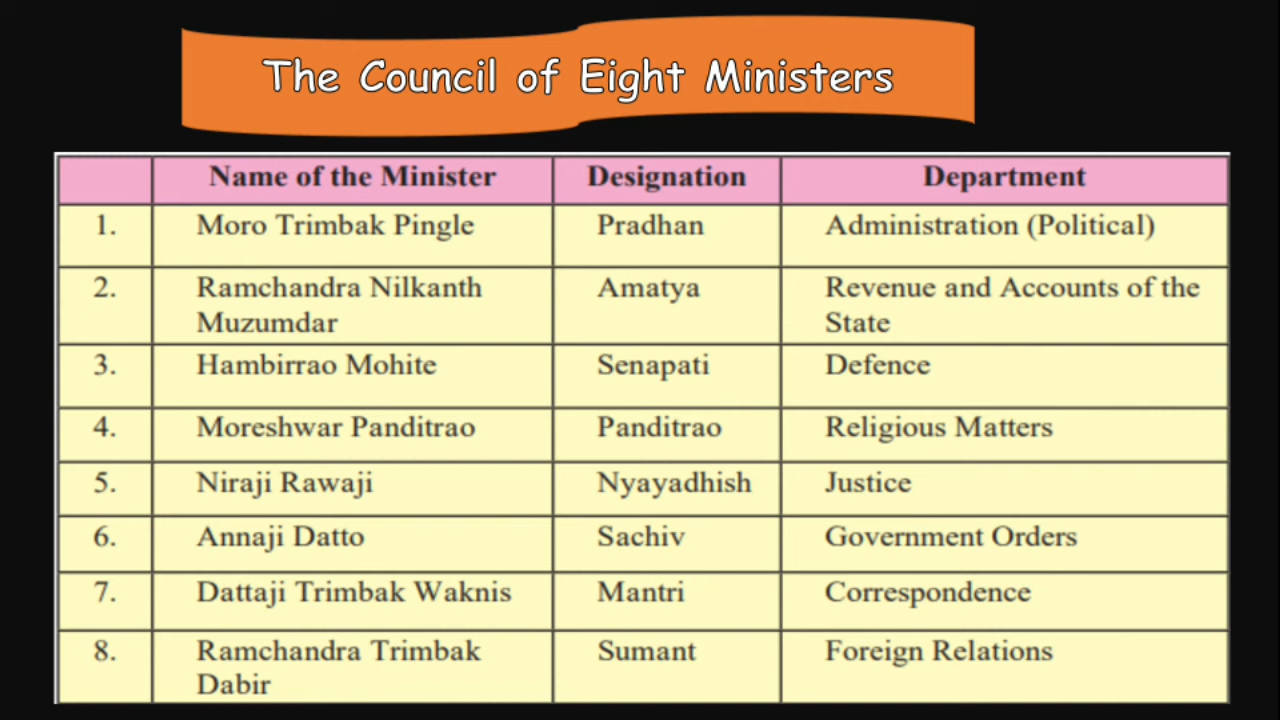 The Council of Eight Ministers
Name of the Minister Designation Department
1. Moro Trimbak Pingle Pradhan Administration (Political)
2. Ramchandra Nilkanth Amatya Revenue and Accounts of the
Muzumdar State
3. Hambirrao Mohite Senapati Defence
4. Moreshwar Panditrao Panditrao Religious Matters
5. Niraji Rawaji Nyayadhish Justice
6. Annaji Datto Sachiv Government Orders
7. Dattaji Trimbak Waknis Mantri Correspondence
8. Ramchandra Trimbak Sumant Foreign Relations
Dabir